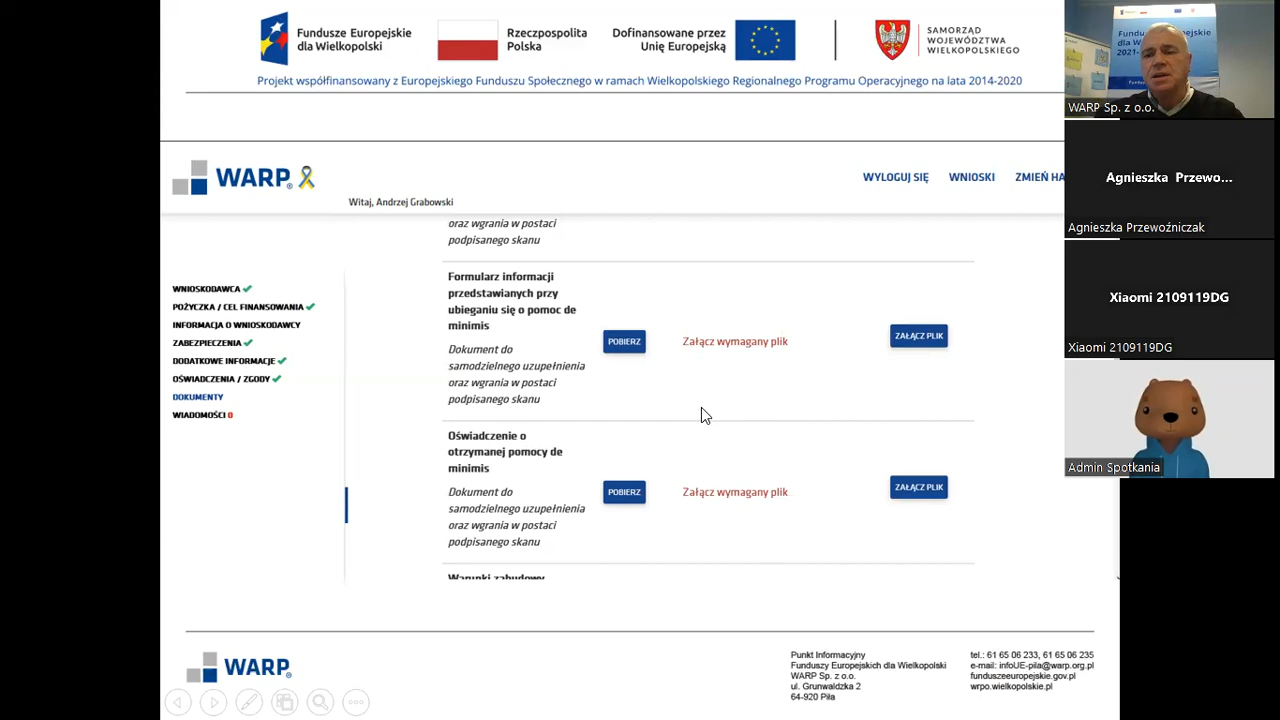 Fundusze Europejskie
dla Wielkopolski
Rzeczpospolita
Polska
Dofinansowane przez
Unię Europejską
SAMORZĄD
WOJEWÓDZTWA
WIELKOPOLSKIEGO
Projekt współfinansowany z Europejskiego Funduszu Społecznego w ramach Wielkopolskiego Regionalnego Programu Operacyjnego na lata 2014-2020
WARP
Witaj, Andrzej Grabowski
WYLOGUJ SIĘ
WNIOSKI
ZMIEŃ HA
WNIOSKODAWCA
POŻYCZKA / CEL FINANSOWANIA
INFORMACJA O WNIOSKODAWCY
ZABEZPIECZENIA
DODATKOWE INFORMACJE
OŚWIADCZENIA / ZGODY
DOKUMENTY
WIADOMOŚCI 0
oraz wgrania w postaci
podpisanego skanu
Formularz informacji
przedstawianych przy
ubieganiu się o pomoc de
minimis
Dokument do
samodzielnego uzupełnienia
oraz wgrania w postaci
podpisanego skanu
POBIERZ
Załącz wymagany plik
ZAŁĄCZ PLIK
Oświadczenie o
otrzymanej pomocy de
minimis
Dokument do
samodzielnego uzupełnienia
oraz wgrania w postaci
podpisanego skanu
POBIERZ
Załącz wymagany plik
ZAŁĄCZ PLIK
Warunki zabudowy
WARP
Punkt Informacyjny
Funduszy Europejskich dla Wielkopolski
WARP Sp. z o.o.
ul. Grunwaldzka 2
64-920 Piła
tel.: 61 65 06 233, 61 65 06 235
e-mail: infoUE-pila@warp.org.pl
funduszeeuropejskie.gov.pl
wrpo.wielkopolskie.pl
WARP Sp. z o.o.
Agnieszka Przewo...
Agnieszka Przewoźniczak
Xiaomi 2109119DG
Xiaomi 2109119DG
Admin Spotkania